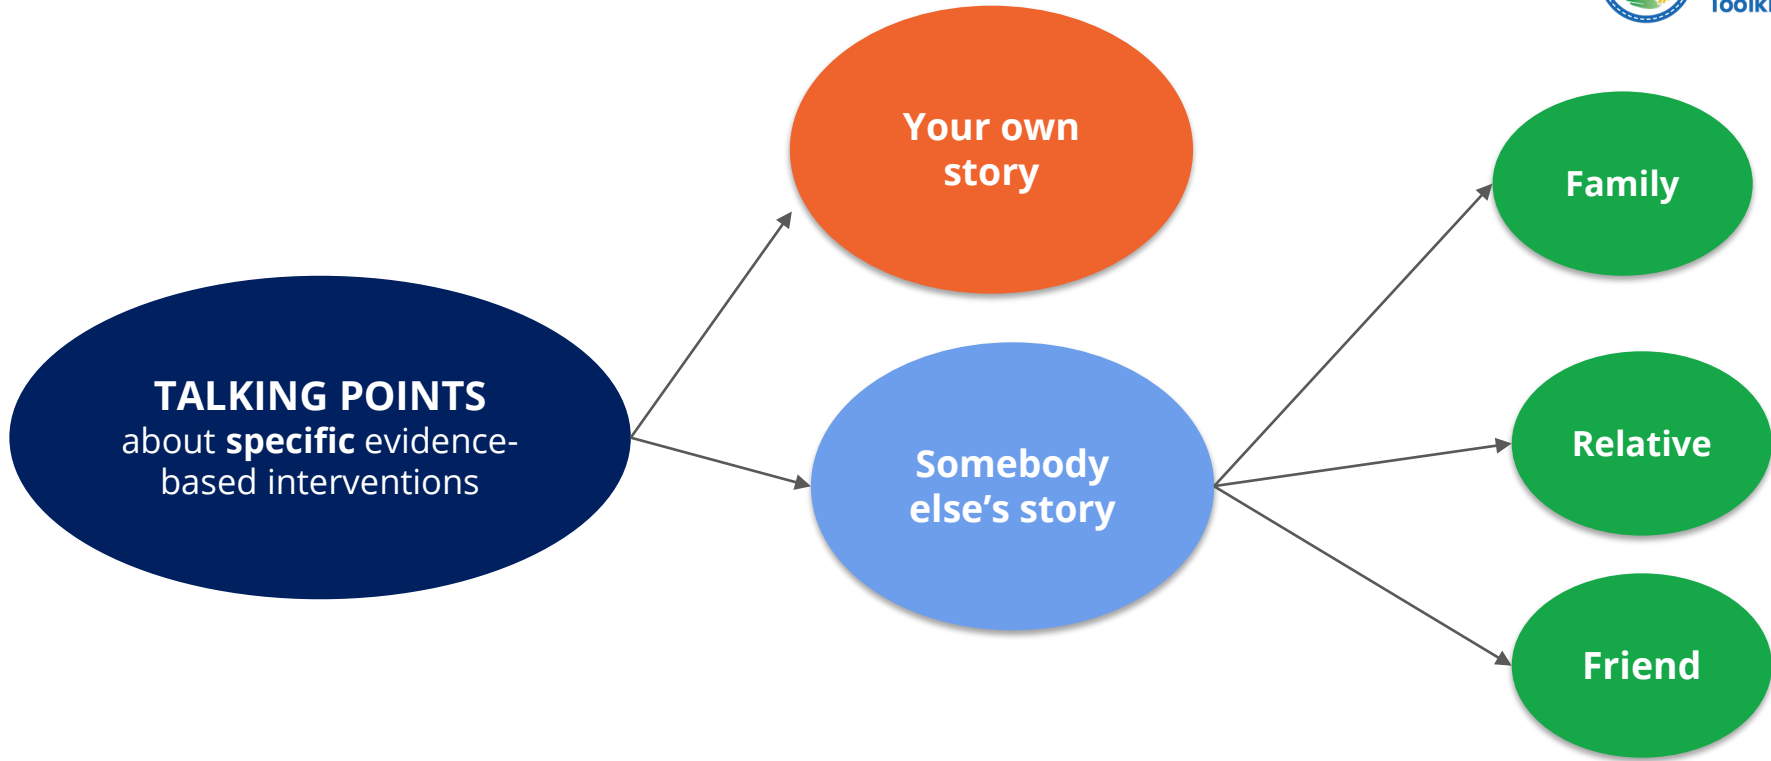 Your own
story
Family
TALKING POINTS
about specific evidence-
based interventions
Somebody
else’s story
Relative
Friend